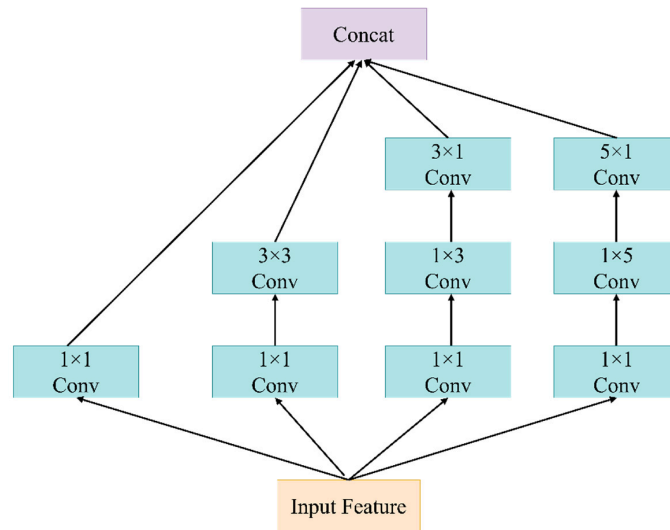 Concat
3×1
Conv
5×1
Conv
3×3
Conv
1×3
Conv
1×5
Conv
1×1
Conv
1×1
Conv
1×1
Conv
1×1
Conv
Input Feature